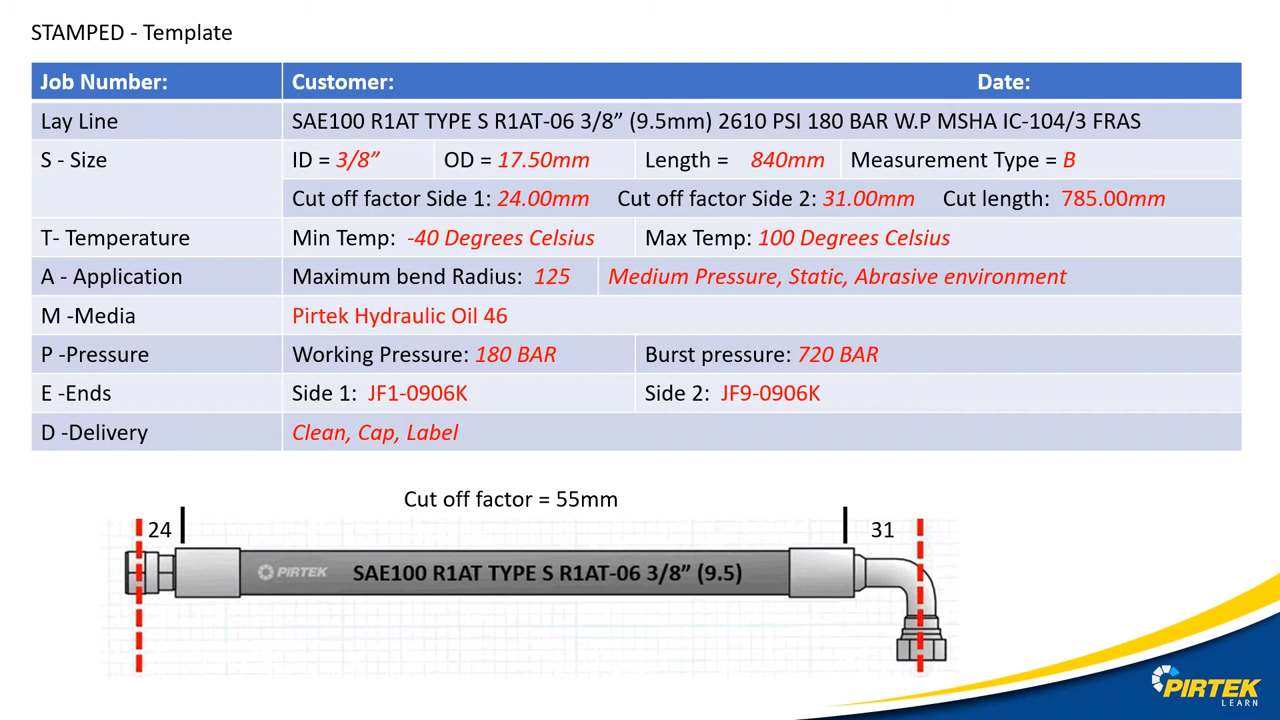 STAMPED - Template
Job Number: Customer: Date:
Lay Line SAE100 R1AT TYPE S R1AT-06 3/8” (9.5mm) 2610 PSI 180 BAR W.P MSHA IC-104/3 FRAS
S - Size ID = 3/8” OD = 17.50mm Length = 840mm Measurement Type = B
Cut off factor Side 1: 24.00mm Cut off factor Side 2: 31.00mm Cut length: 785.00mm
T- Temperature Min Temp: -40 Degrees Celsius Max Temp: 100 Degrees Celsius
A - Application Maximum bend Radius: 125 Medium Pressure, Static, Abrasive environment
M -Media Pirtek Hydraulic Oil 46
P -Pressure Working Pressure: 180 BAR Burst pressure: 720 BAR
E -Ends Side 1: JF1-0906K Side 2: JF9-0906K
D -Delivery Clean, Cap, Label
Cut off factor = 55mm
24 31
PIRTEK SAE100 R1AT TYPE S R1AT-06 3/8” (9.5)
PIRTEK
LEARN